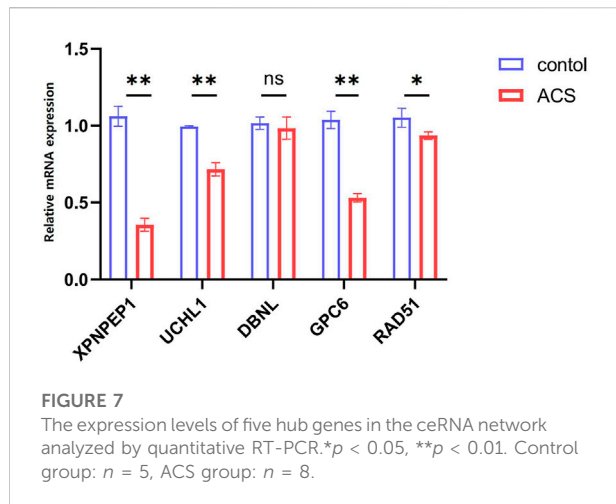 1.5
1.0
0.5
0.0
Relative mRNA expression
** ** ns ** *
contol
ACS
XPNPEP1
UCHL1
DBNL
GPC6
RAD51
FIGURE 7
The expression levels of five hub genes in the ceRNA network
analyzed by quantitative RT-PCR.*p < 0.05, **p < 0.01. Control
group: n = 5, ACS group: n = 8.